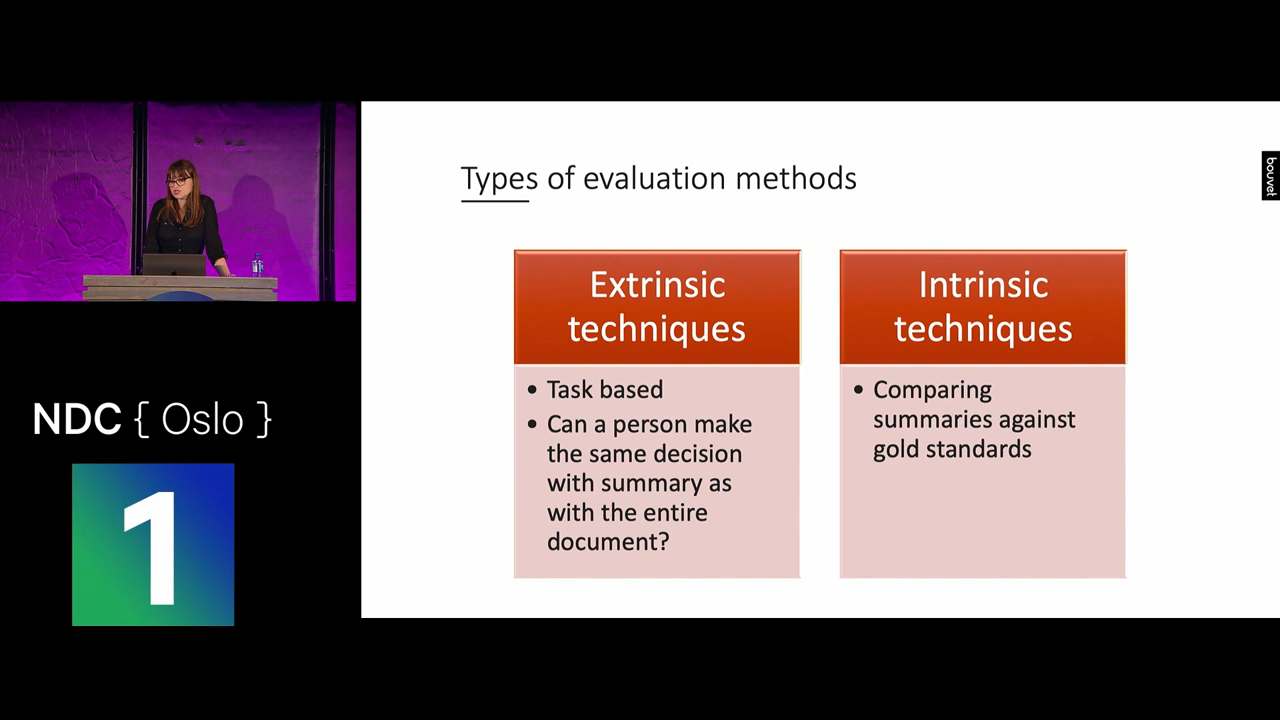 Types of evaluation methods
bouvet
Extrinsic
techniques
• Task based
• Can a person make
the same decision
with summary as
with the entire
document?
Intrinsic
techniques
• Comparing
summaries against
gold standards
NDC { Oslo }
1